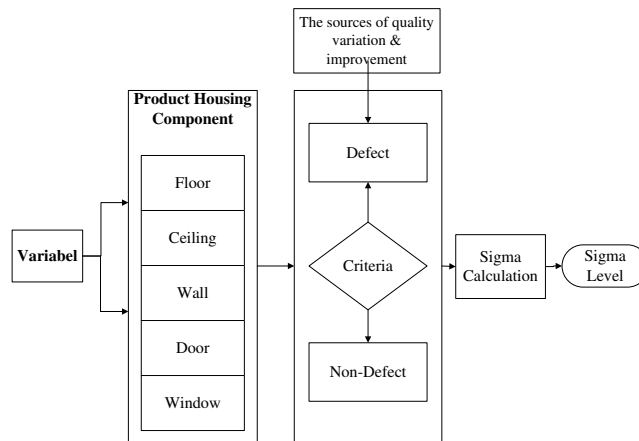 The sources of quality
variation &
improvement
Product Housing
Component
Floor
Ceiling
Wall
Door
Window
Variabel
Defect
Criteria
Non-Defect
Sigma
Calculation
Sigma
Level